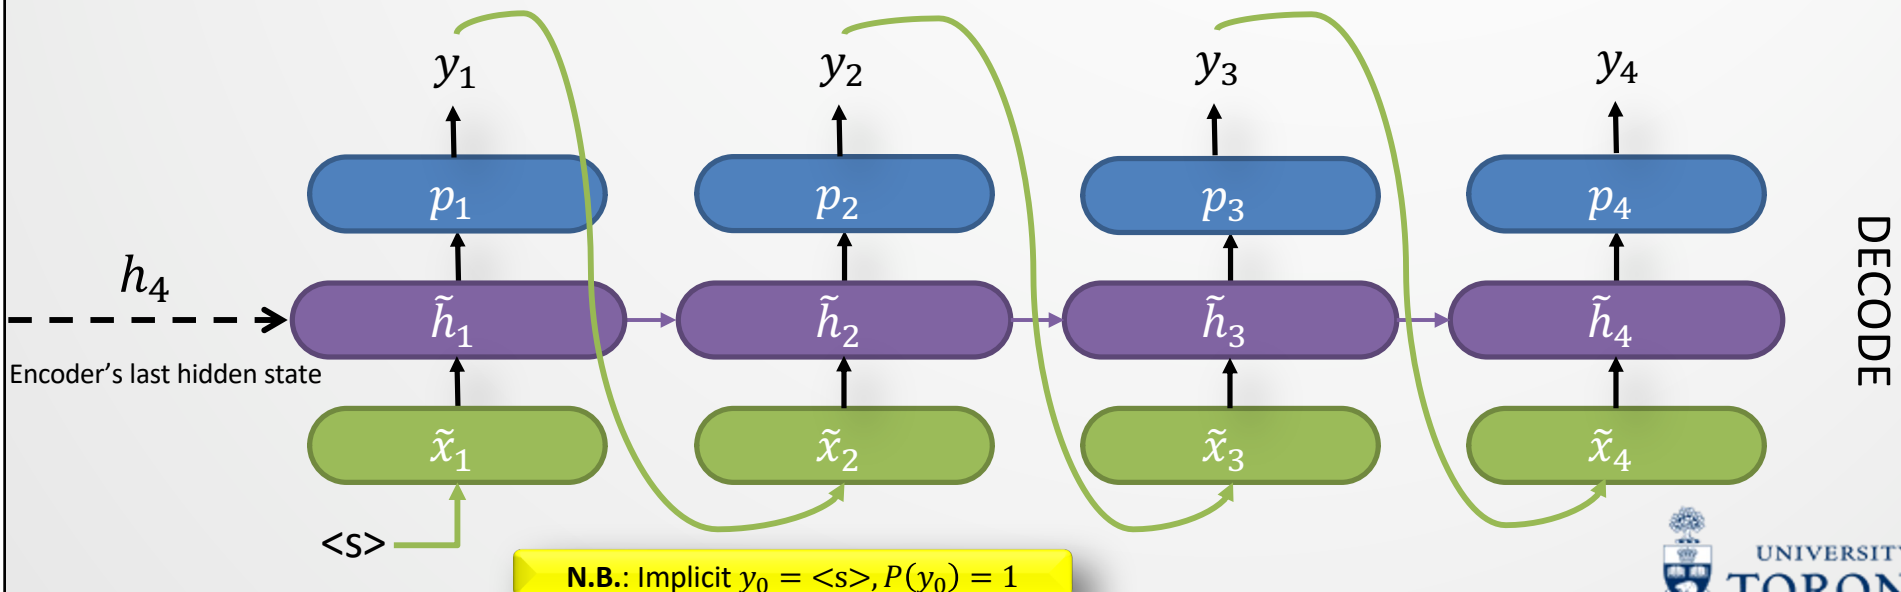 y₁ y₂ y₃ y₄
p₁ p₂ p₃ p₄
h₄
h̃₁ h̃₂ h̃₃ h̃₄
Encoder’s last hidden state
x̃₁ x̃₂ x̃₃ x̃₄
<s>
N.B.: Implicit y₀ = <s>, P(y₀) = 1
DECODE